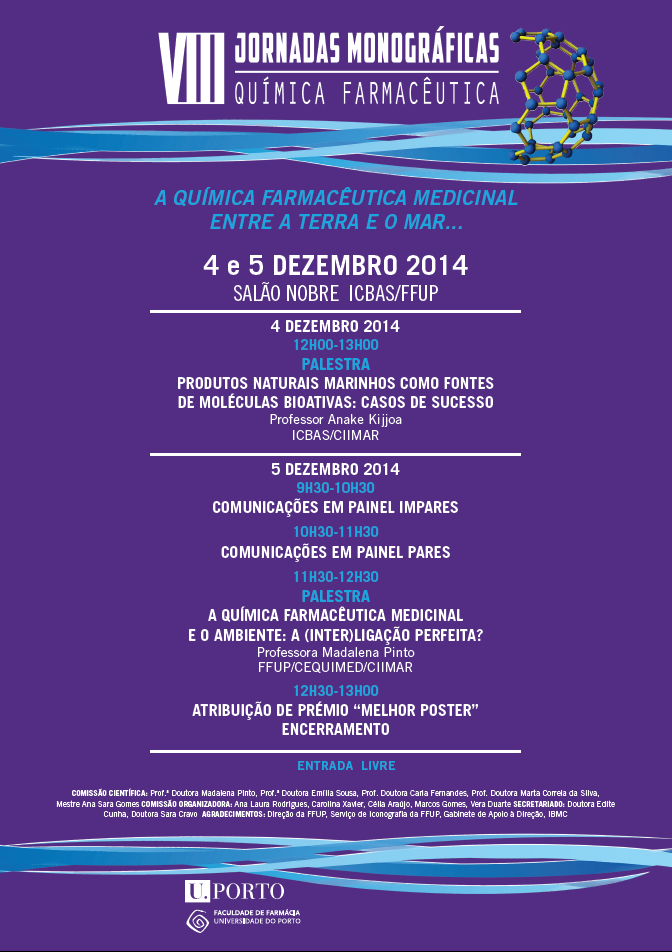 VIII JORNADAS MONOGRÁFICAS
QUÍMICA FARMACÊUTICA
A QUÍMICA FARMACÊUTICA MEDICINAL
ENTRE A TERRA E O MAR...
4 e 5 DEZEMBRO 2014
SALÃO NOBRE ICBAS/FFUP
4 DEZEMBRO 2014
12H00-13H00
PALESTRA
PRODUTOS NATURAIS MARINHOS COMO FONTES
DE MOLÉCULAS BIOATIVAS: CASOS DE SUCESSO
Professor Anake Kijjoa
ICBAS/CIIMAR
5 DEZEMBRO 2014
9H30-10H30
COMUNICAÇÕES EM PAINEL IMPARES
10H30-11H30
COMUNICAÇÕES EM PAINEL PARES
11H30-12H30
PALESTRA
A QUÍMICA FARMACÊUTICA MEDICINAL
E O AMBIENTE: A (INTER)LIGAÇÃO PERFEITA?
Professora Madalena Pinto
FFUP/CEQUIMED/CIIMAR
12H30-13H00
ATRIBUIÇÃO DE PRÉMIO “MELHOR POSTER”
ENCERRAMENTO
ENTRADA LIVRE
COMISSÃO CIENTÍFICA: Prof.ª Doutora Madalena Pinto, Prof.ª Doutora Emília Sousa, Prof. Doutora Carla Fernandes, Prof. Doutora Marta Correia da Silva,
Mestre Ana Sara Gomes COMISSÃO ORGANIZADORA: Ana Laura Rodrigues, Carolina Xavier, Célia Araújo, Marcos Gomes, Vera Duarte SECRETARIADO: Doutora Edite
Cunha, Doutora Sara Cravo AGRADECIMENTOS: Direção da FFUP, Serviço de Iconografia da FFUP, Gabinete de Apoio à Direção, IBMC
U.PORTO
FACULDADE DE FARMÁCIA
UNIVERSIDADE DO PORTO